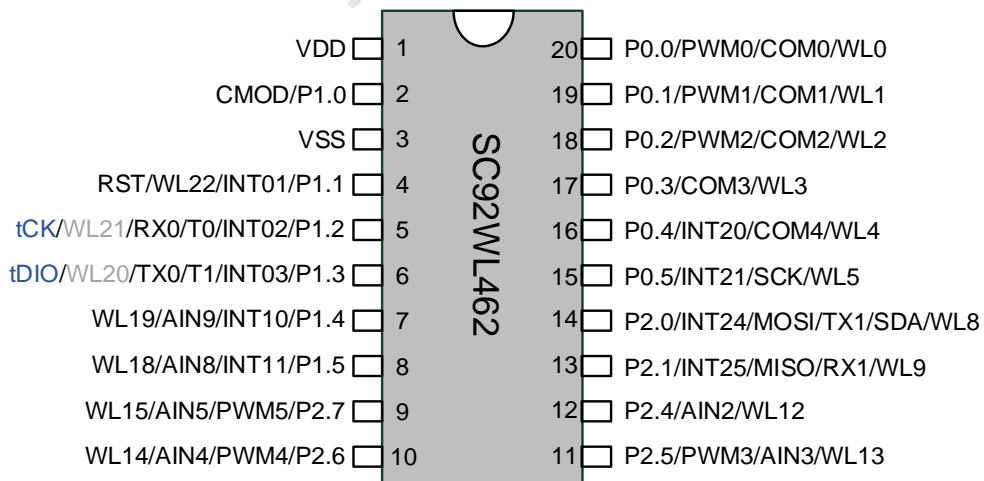 VDD 1 20 P0.0/PWM0/COM0/WL0
CMOD/P1.0 2 19 P0.1/PWM1/COM1/WL1
VSS 3 18 P0.2/PWM2/COM2/WL2
RST/WL22/INT01/P1.1 4 17 P0.3/COM3/WL3
tCK/WL21/RX0/T0/INT02/P1.2 5 16 P0.4/INT20/COM4/WL4
tDIO/WL20/TX0/T1/INT03/P1.3 6 15 P0.5/INT21/SCK/WL5
WL19/AIN9/INT10/P1.4 7 14 P2.0/INT24/MOSI/TX1/SDA/WL8
WL18/AIN8/INT11/P1.5 8 13 P2.1/INT25/MISO/RX1/WL9
WL15/AIN5/PWM5/P2.7 9 12 P2.4/AIN2/WL12
WL14/AIN4/PWM4/P2.6 10 11 P2.5/PWM3/AIN3/WL13
SC92WL462